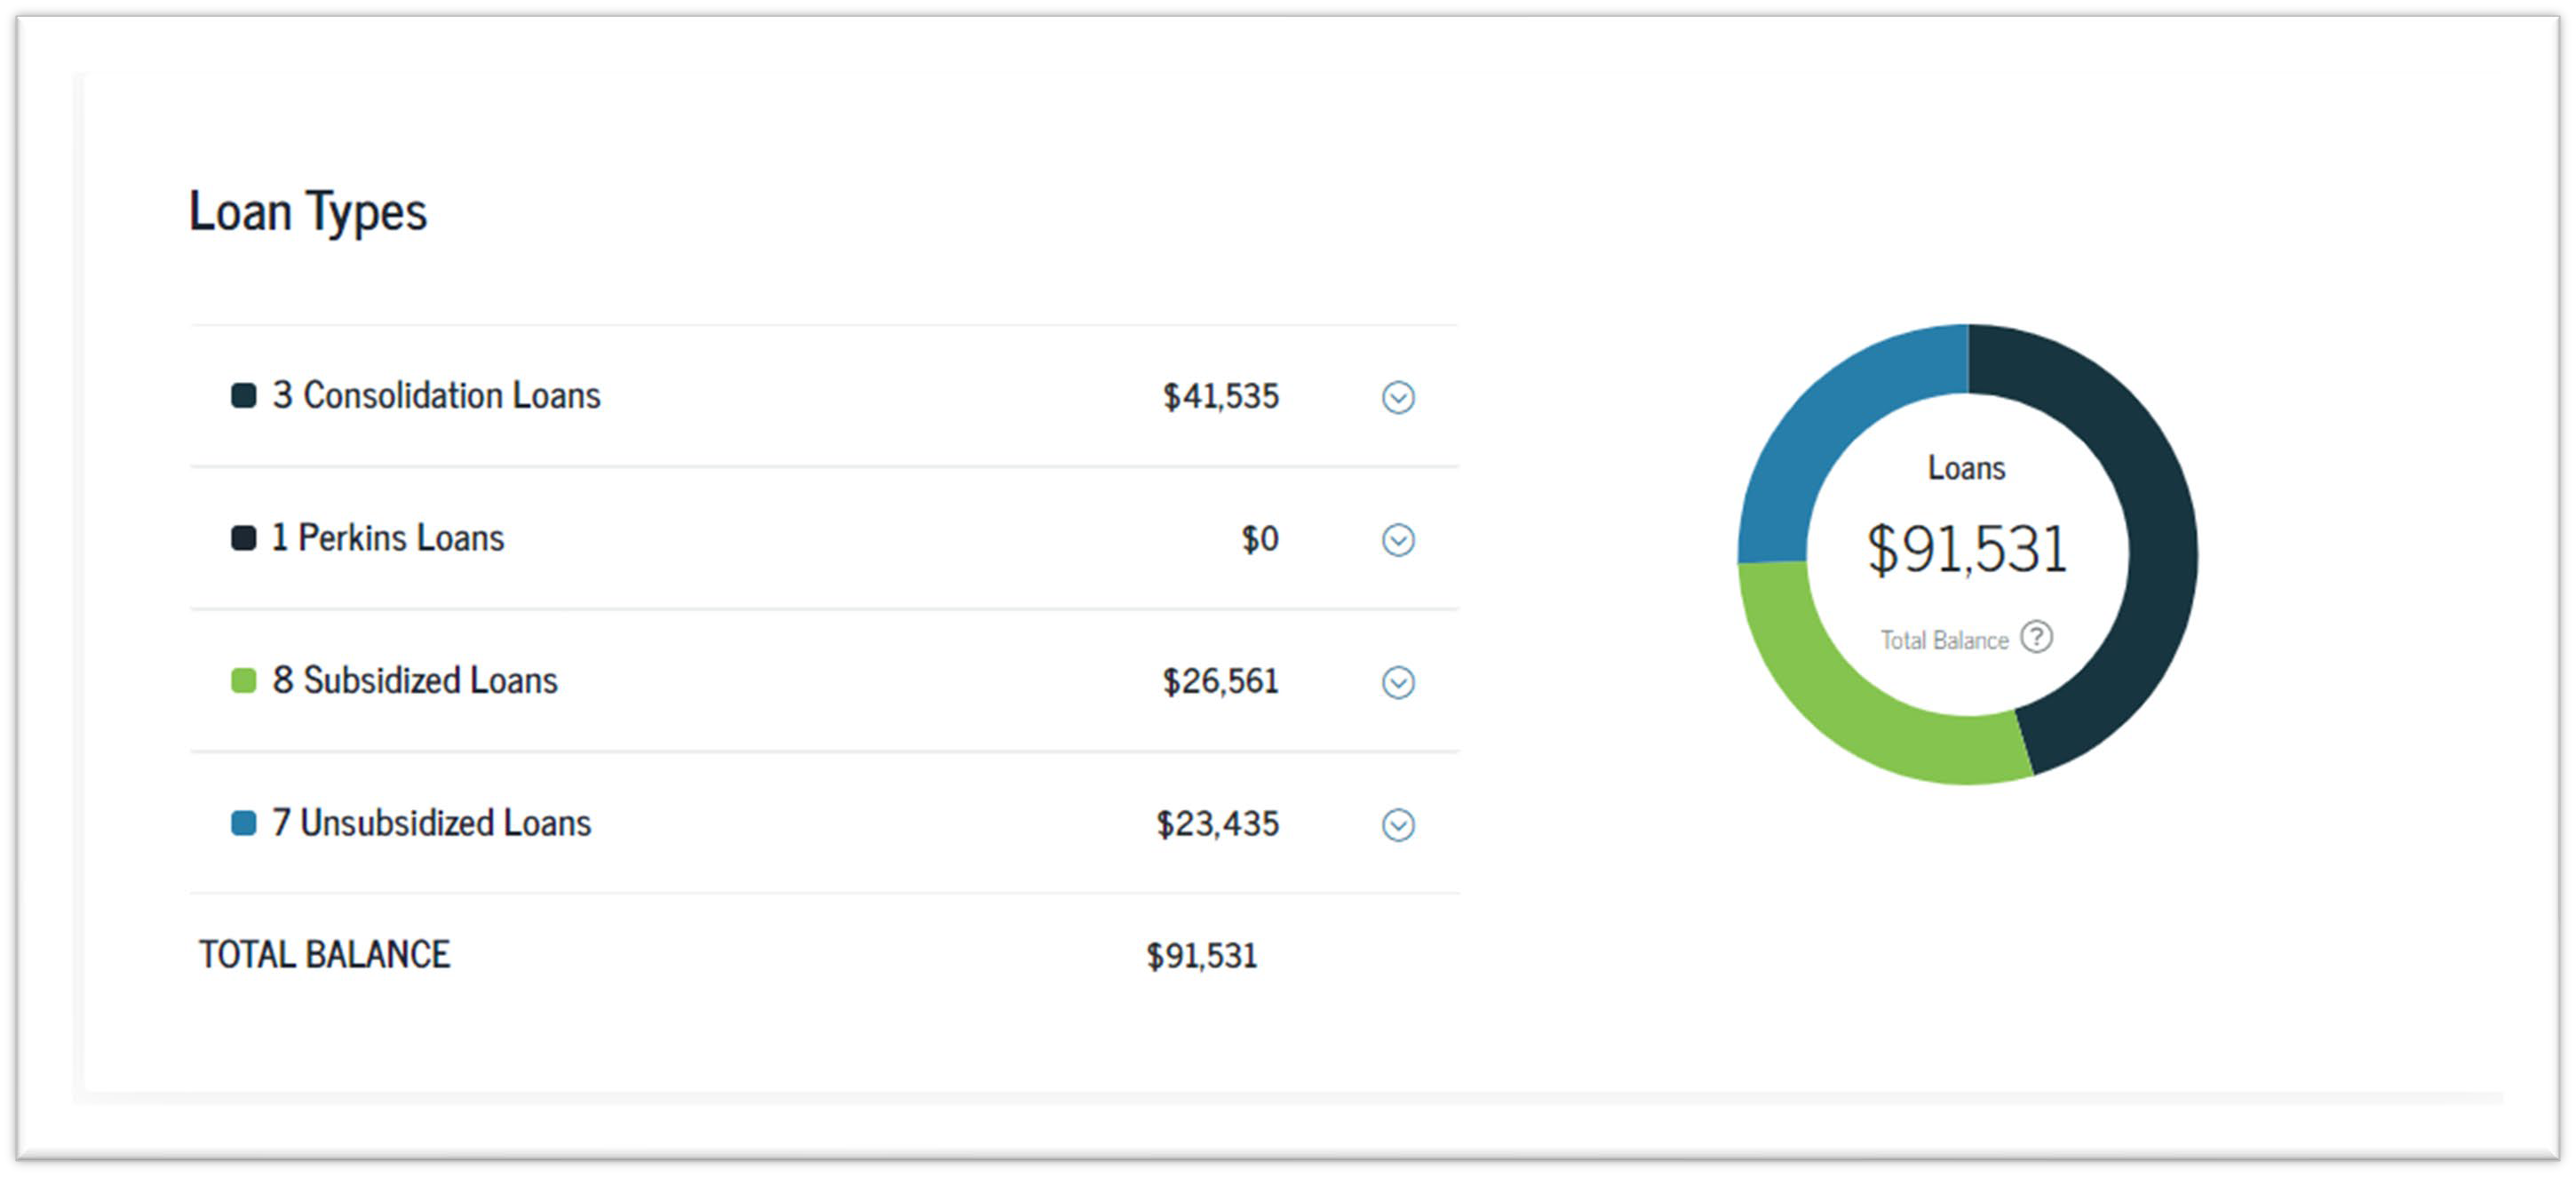 Loan Types
3 Consolidation Loans $41,535
1 Perkins Loans $0
8 Subsidized Loans $26,561
7 Unsubsidized Loans $23,435
TOTAL BALANCE $91,531
Loans
$91,531
Total Balance ?